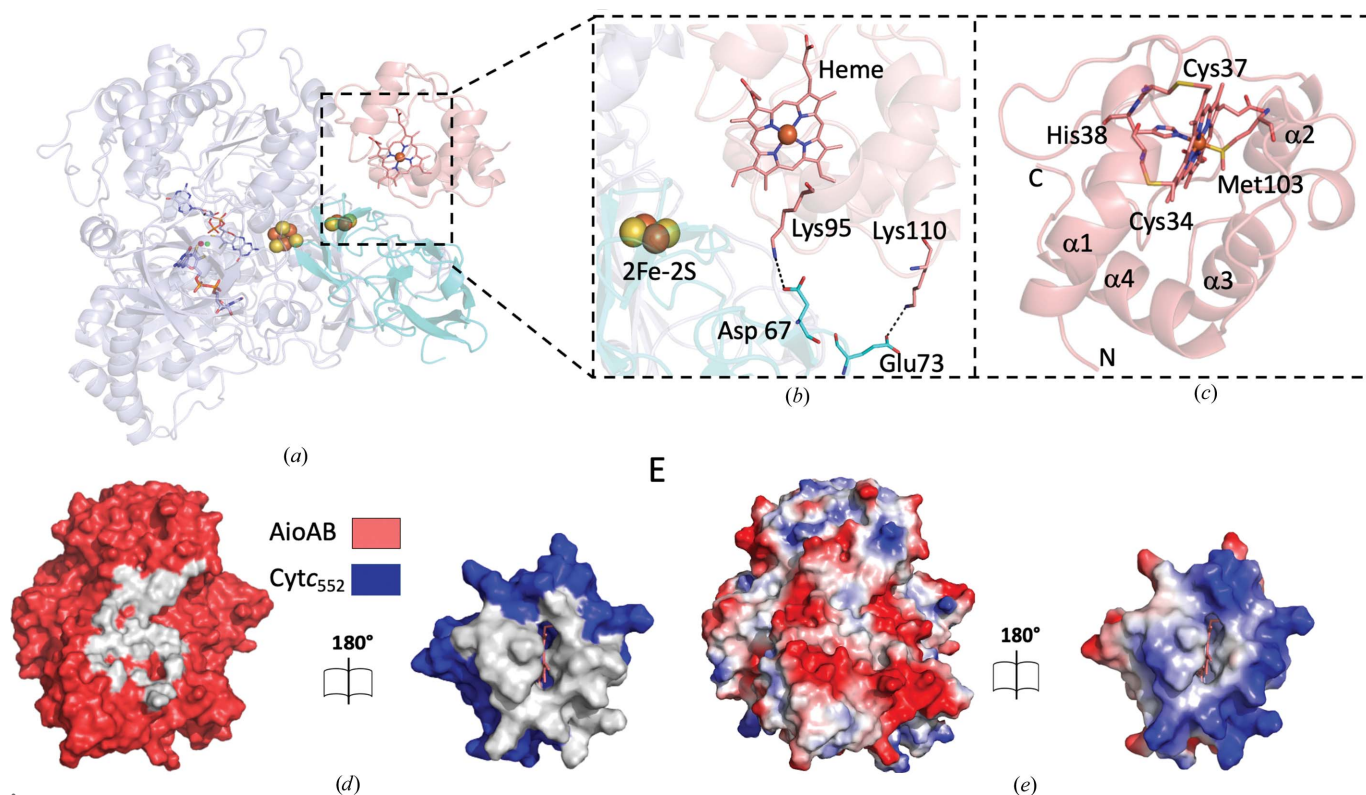 Heme
Lys95
Lys110
2Fe-2S
Asp 67
Glu73
(b)
Cys37
His38
α2
C
Met103
Cys34
α1
α4
α3
N
(c)
(a)
E
AioAB
Cytc552
180°
(d)
180°
(e)